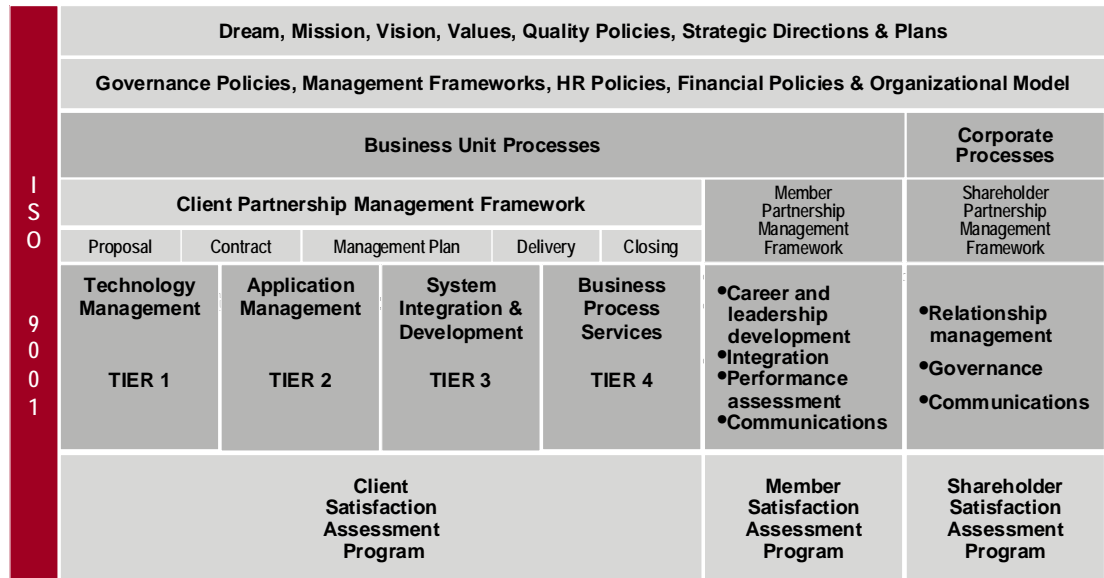 Dream, Mission, Vision, Values, Quality Policies, Strategic Directions & Plans
Governance Policies, Management Frameworks, HR Policies, Financial Policies & Organizational Model
I
S
O
9
0
0
1
Business Unit Processes
Corporate
Processes
Client Partnership Management Framework
Member
Partnership
Management
Framework
Shareholder
Partnership
Management
Framework
Proposal
Contract
Management Plan
Delivery
Closing
Technology
Management
TIER 1
Application
Management
TIER 2
System
Integration &
Development
TIER 3
Business
Process
Services
TIER 4
•Career and
leadership
development
•Integration
•Performance
assessment
•Communications
•Relationship
management
•Governance
•Communications
Client
Satisfaction
Assessment
Program
Member
Satisfaction
Assessment
Program
Shareholder
Satisfaction
Assessment
Program